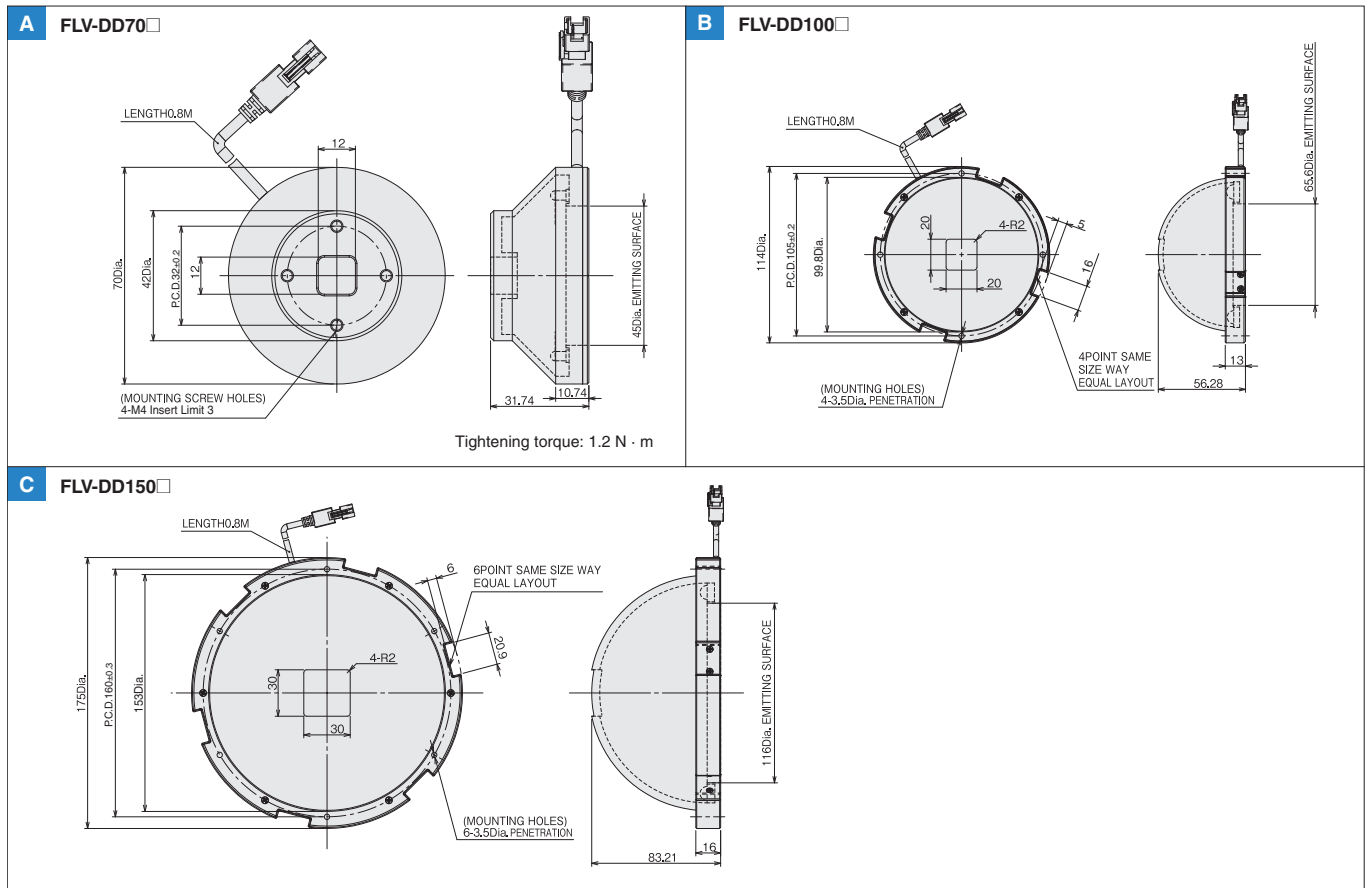 A FLV-DD70□
LENGTH0.8M
12
70Dia.
42Dia.
P.C.D.32±0.2
12
(MOUNTING SCREW HOLES)
4-M4 Insert Limit 3
45Dia. EMITTING SURFACE
10.74
31.74
Tightening torque: 1.2 N · m
B FLV-DD100□
LENGTH0.8M
114Dia.
P.C.D.105±0.2
99.8Dia.
20
4-R2
20
5
16
(MOUNTING HOLES)
4-3.5Dia. PENETRATION
4POINT SAME
SIZE WAY
EQUAL LAYOUT
65.6Dia. EMITTING SURFACE
13
56.28
C FLV-DD150□
LENGTH0.8M
175Dia.
P.C.D.160±0.3
153Dia.
30
4-R2
30
6
6POINT SAME SIZE WAY
EQUAL LAYOUT
20.9
(MOUNTING HOLES)
6-3.5Dia. PENETRATION
116Dia. EMITTING SURFACE
16
83.21